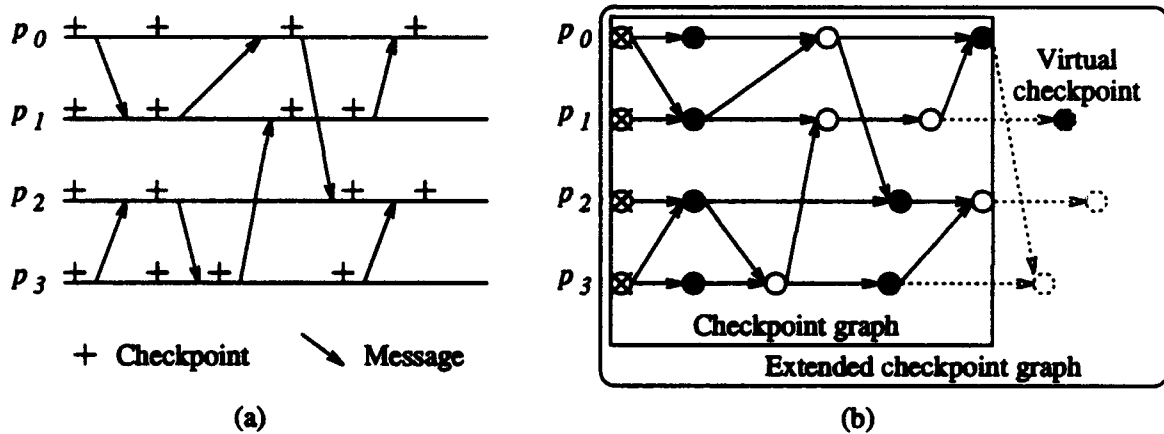 (a)
p0
p1
p2
p3
+ Checkpoint
Message
(b)
p0
p1
p2
p3
Virtual
checkpoint
Checkpoint graph
Extended checkpoint graph